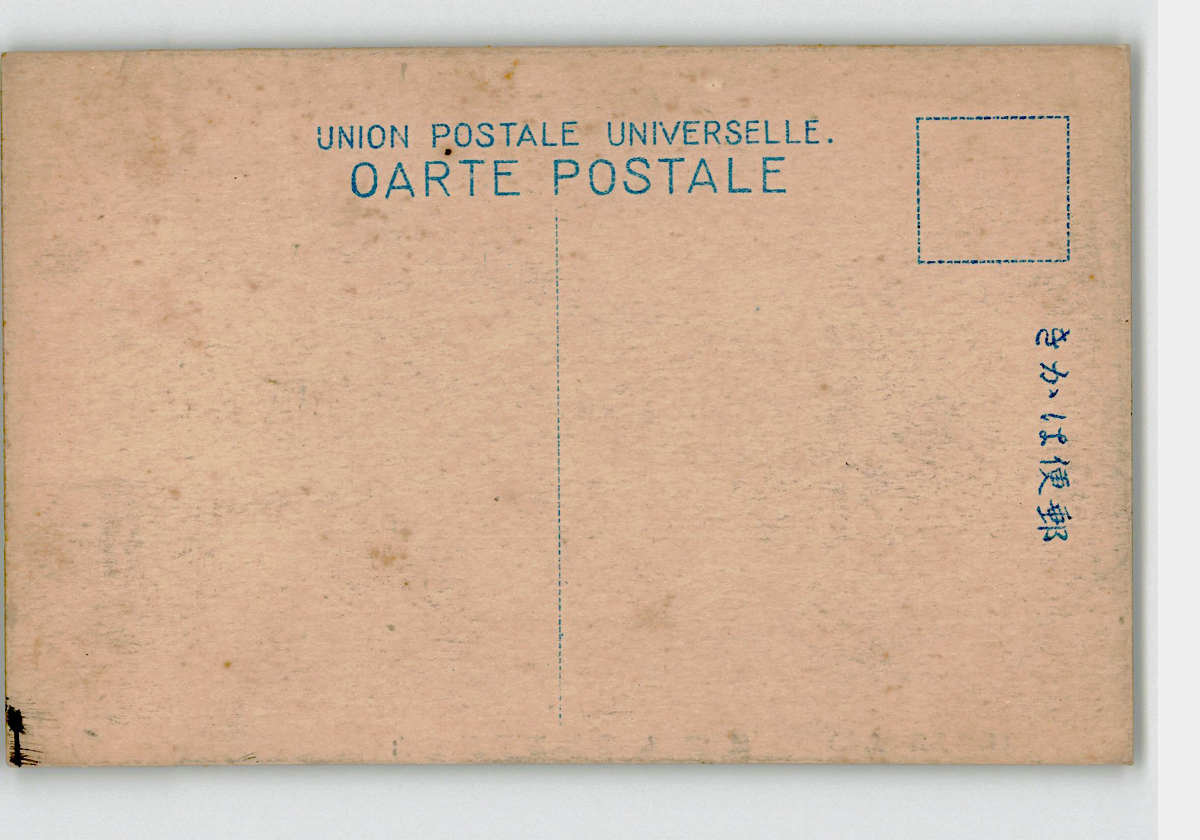 UNION POSTALE UNIVERSELLE.
OARTE POSTALE
郵便はかき